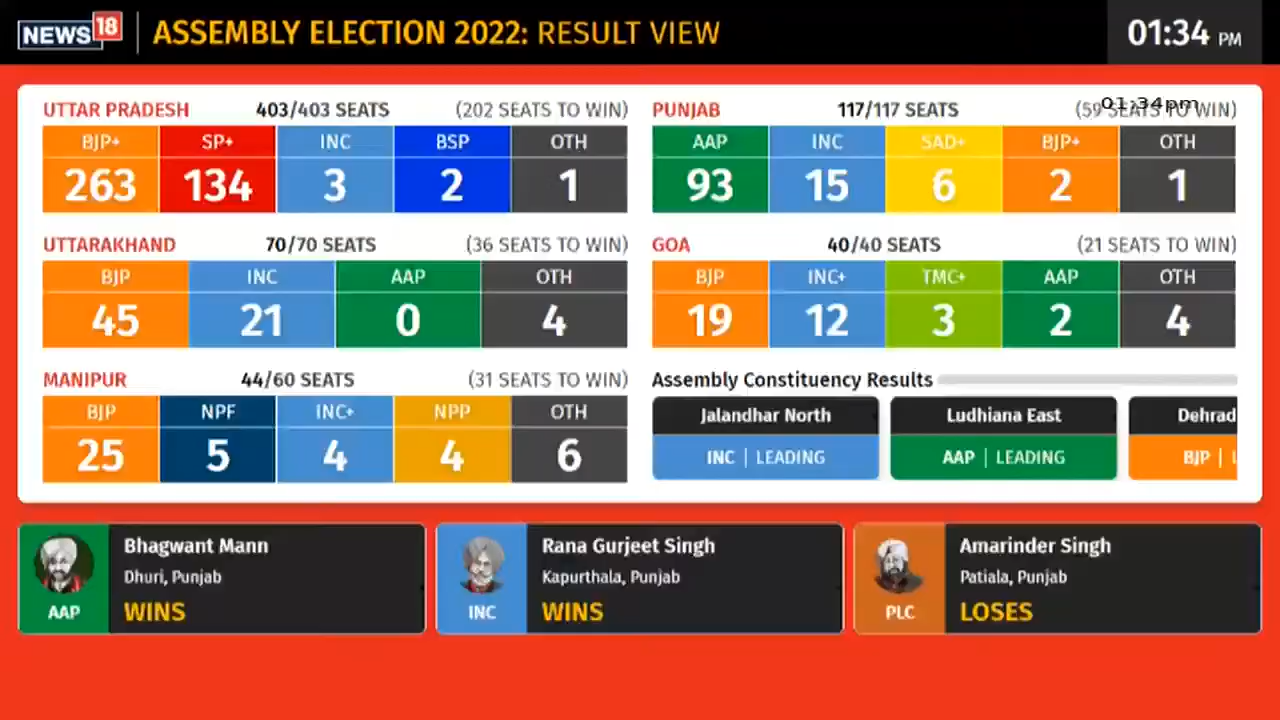 NEWS 18
ASSEMBLY ELECTION 2022: RESULT VIEW
01:34 PM
UTTAR PRADESH 403/403 SEATS (202 SEATS TO WIN)
BJP+ SP+ INC BSP OTH
263 134 3 2 1
PUNJAB 117/117 SEATS (59 SEATS TO WIN)
01:34pm
AAP INC SAD+ BJP+ OTH
93 15 6 2 1
UTTARAKHAND 70/70 SEATS (36 SEATS TO WIN)
BJP INC AAP OTH
45 21 0 4
GOA 40/40 SEATS (21 SEATS TO WIN)
BJP INC+ TMC+ AAP OTH
19 12 3 2 4
MANIPUR 44/60 SEATS (31 SEATS TO WIN)
BJP NPF INC+ NPP OTH
25 5 4 4 6
Assembly Constituency Results
Jalandhar North Ludhiana East Dehrad
INC | LEADING AAP | LEADING BJP | L
Bhagwant Mann
Dhuri, Punjab
AAP WINS
Rana Gurjeet Singh
Kapurthala, Punjab
INC WINS
Amarinder Singh
Patiala, Punjab
PLC LOSES